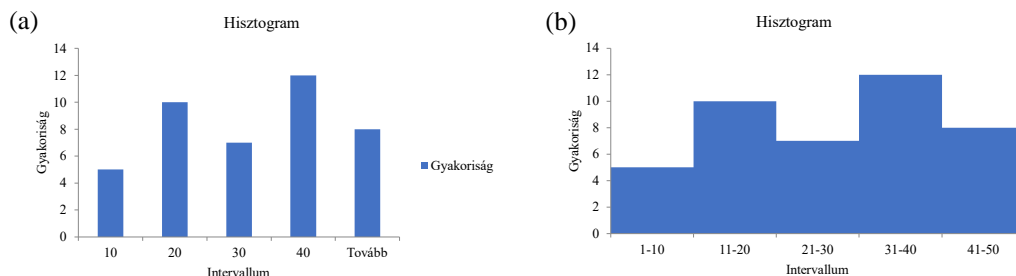 (a)
Hisztogram
Gyakoriság
14
12
10
8
6
4
2
0
10 20 30 40 Tovább
Intervallum
Gyakoriság
(b)
Hisztogram
Gyakoriság
14
12
10
8
6
4
2
0
1-10 11-20 21-30 31-40 41-50
Intervallum